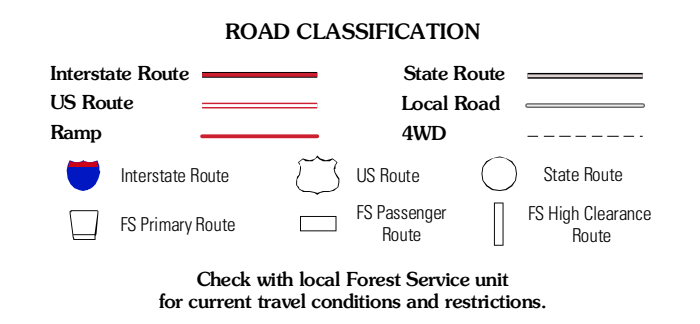 ROAD CLASSIFICATION
Interstate Route
State Route
US Route
Local Road
Ramp
4WD
Interstate Route
US Route
State Route
FS Primary Route
FS Passenger
Route
FS High Clearance
Route
Check with local Forest Service unit
for current travel conditions and restrictions.